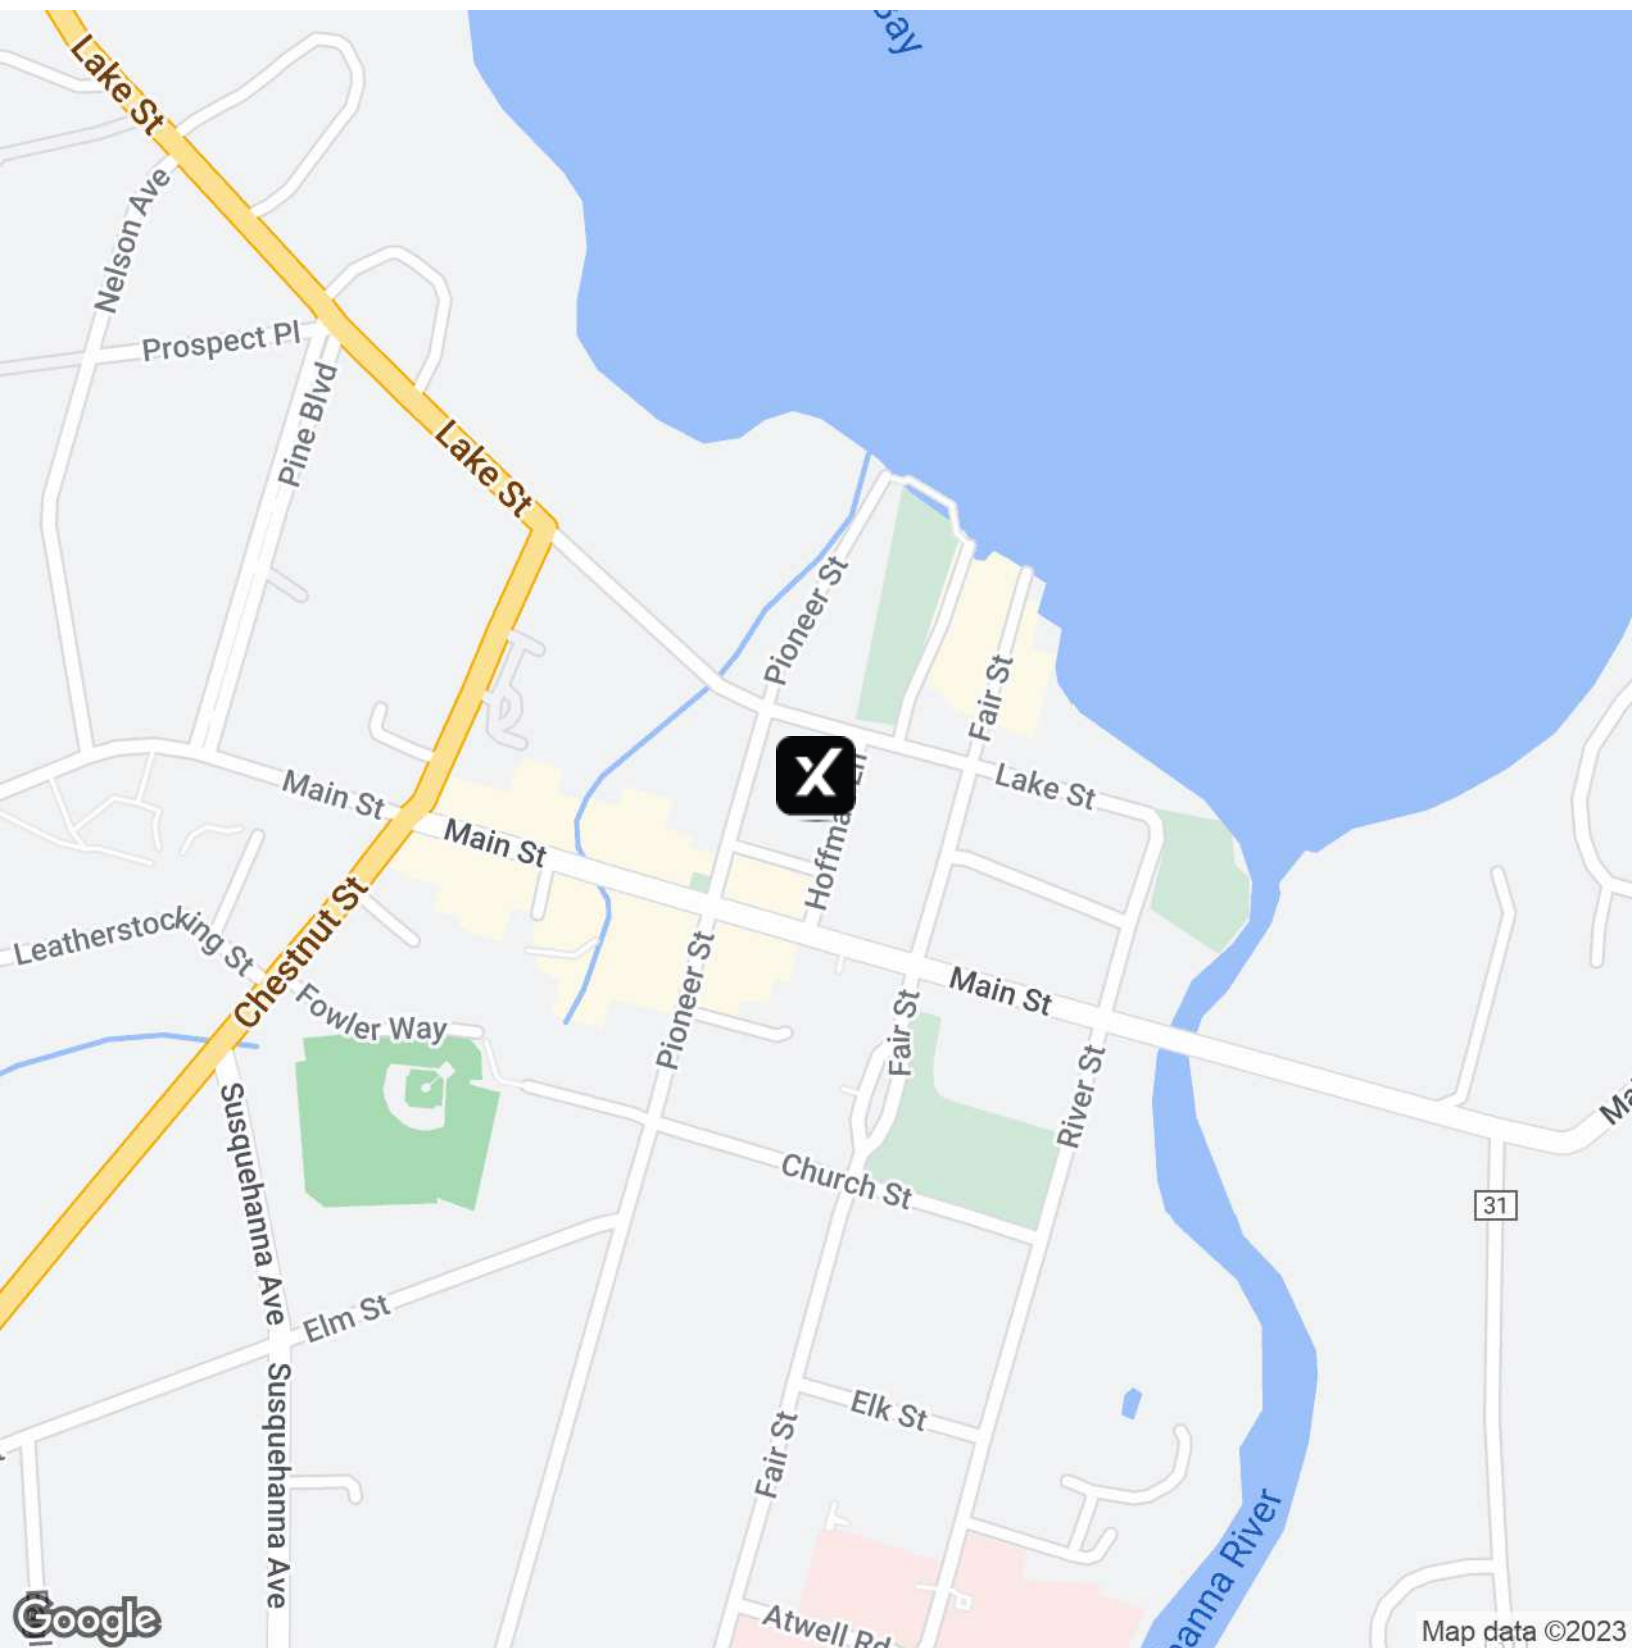 Bay
Lake St
Nelson Ave
Prospect Pl
Pine Blvd
Lake St
Pioneer St
Fair St
Main St
Main St
Lake St
Leatherstocking St
Chestnut St
Fowler Way
Pioneer St
Fair St
Main St
River St
Susquehanna Ave
Church St
31
Elm St
Susquehanna Ave
Elk St
Fair St
anna River
Atwell Rd
Google
Map data ©2023